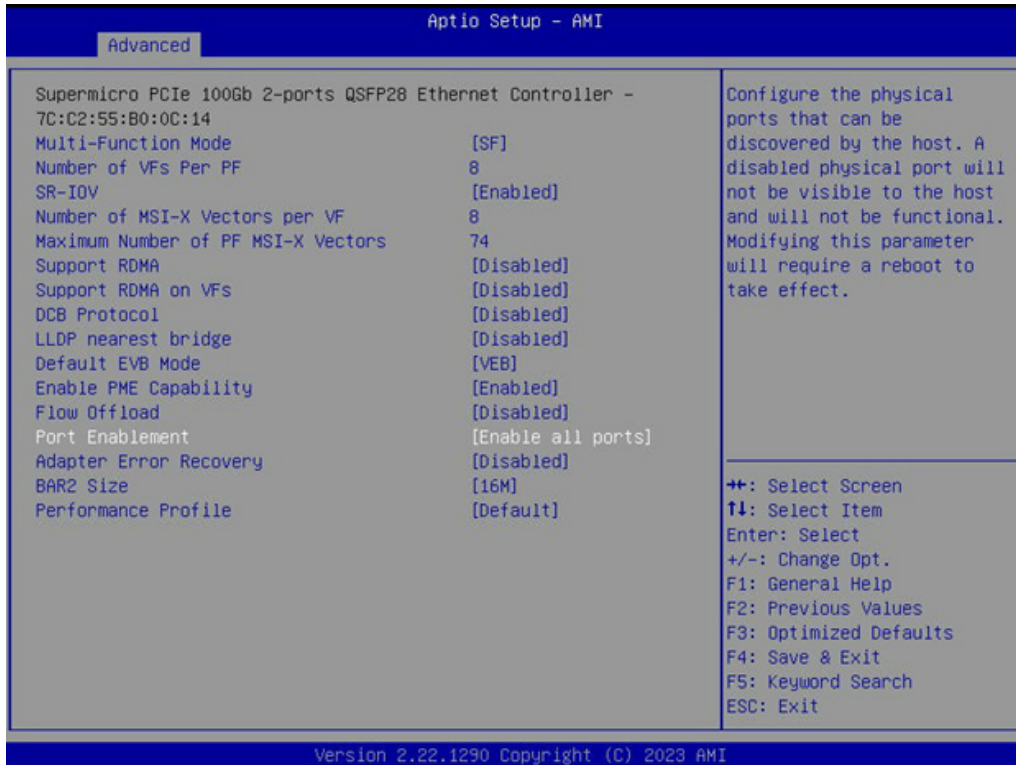 Aptio Setup - AMI
Advanced
Supermicro PCIe 100Gb 2-ports QSFP28 Ethernet Controller -
7C:C2:55:B0:0C:14
Multi-Function Mode [SF]
Number of VFs Per PF 8
SR-IOV [Enabled]
Number of MSI-X Vectors per VF 8
Maximum Number of PF MSI-X Vectors 74
Support RDMA [Disabled]
Support RDMA on VFs [Disabled]
DCB Protocol [Disabled]
LLDP nearest bridge [Disabled]
Default EVB Mode [VEB]
Enable PME Capability [Enabled]
Flow Offload [Disabled]
Port Enablement [Enable all ports]
Adapter Error Recovery [Disabled]
BAR2 Size [16M]
Performance Profile [Default]
Configure the physical
ports that can be
discovered by the host. A
disabled physical port will
not be visible to the host
and will not be functional.
Modifying this parameter
will require a reboot to
take effect.
→←: Select Screen
↑↓: Select Item
Enter: Select
+/-: Change Opt.
F1: General Help
F2: Previous Values
F3: Optimized Defaults
F4: Save & Exit
F5: Keyword Search
ESC: Exit
Version 2.22.1290 Copyright (C) 2023 AMI